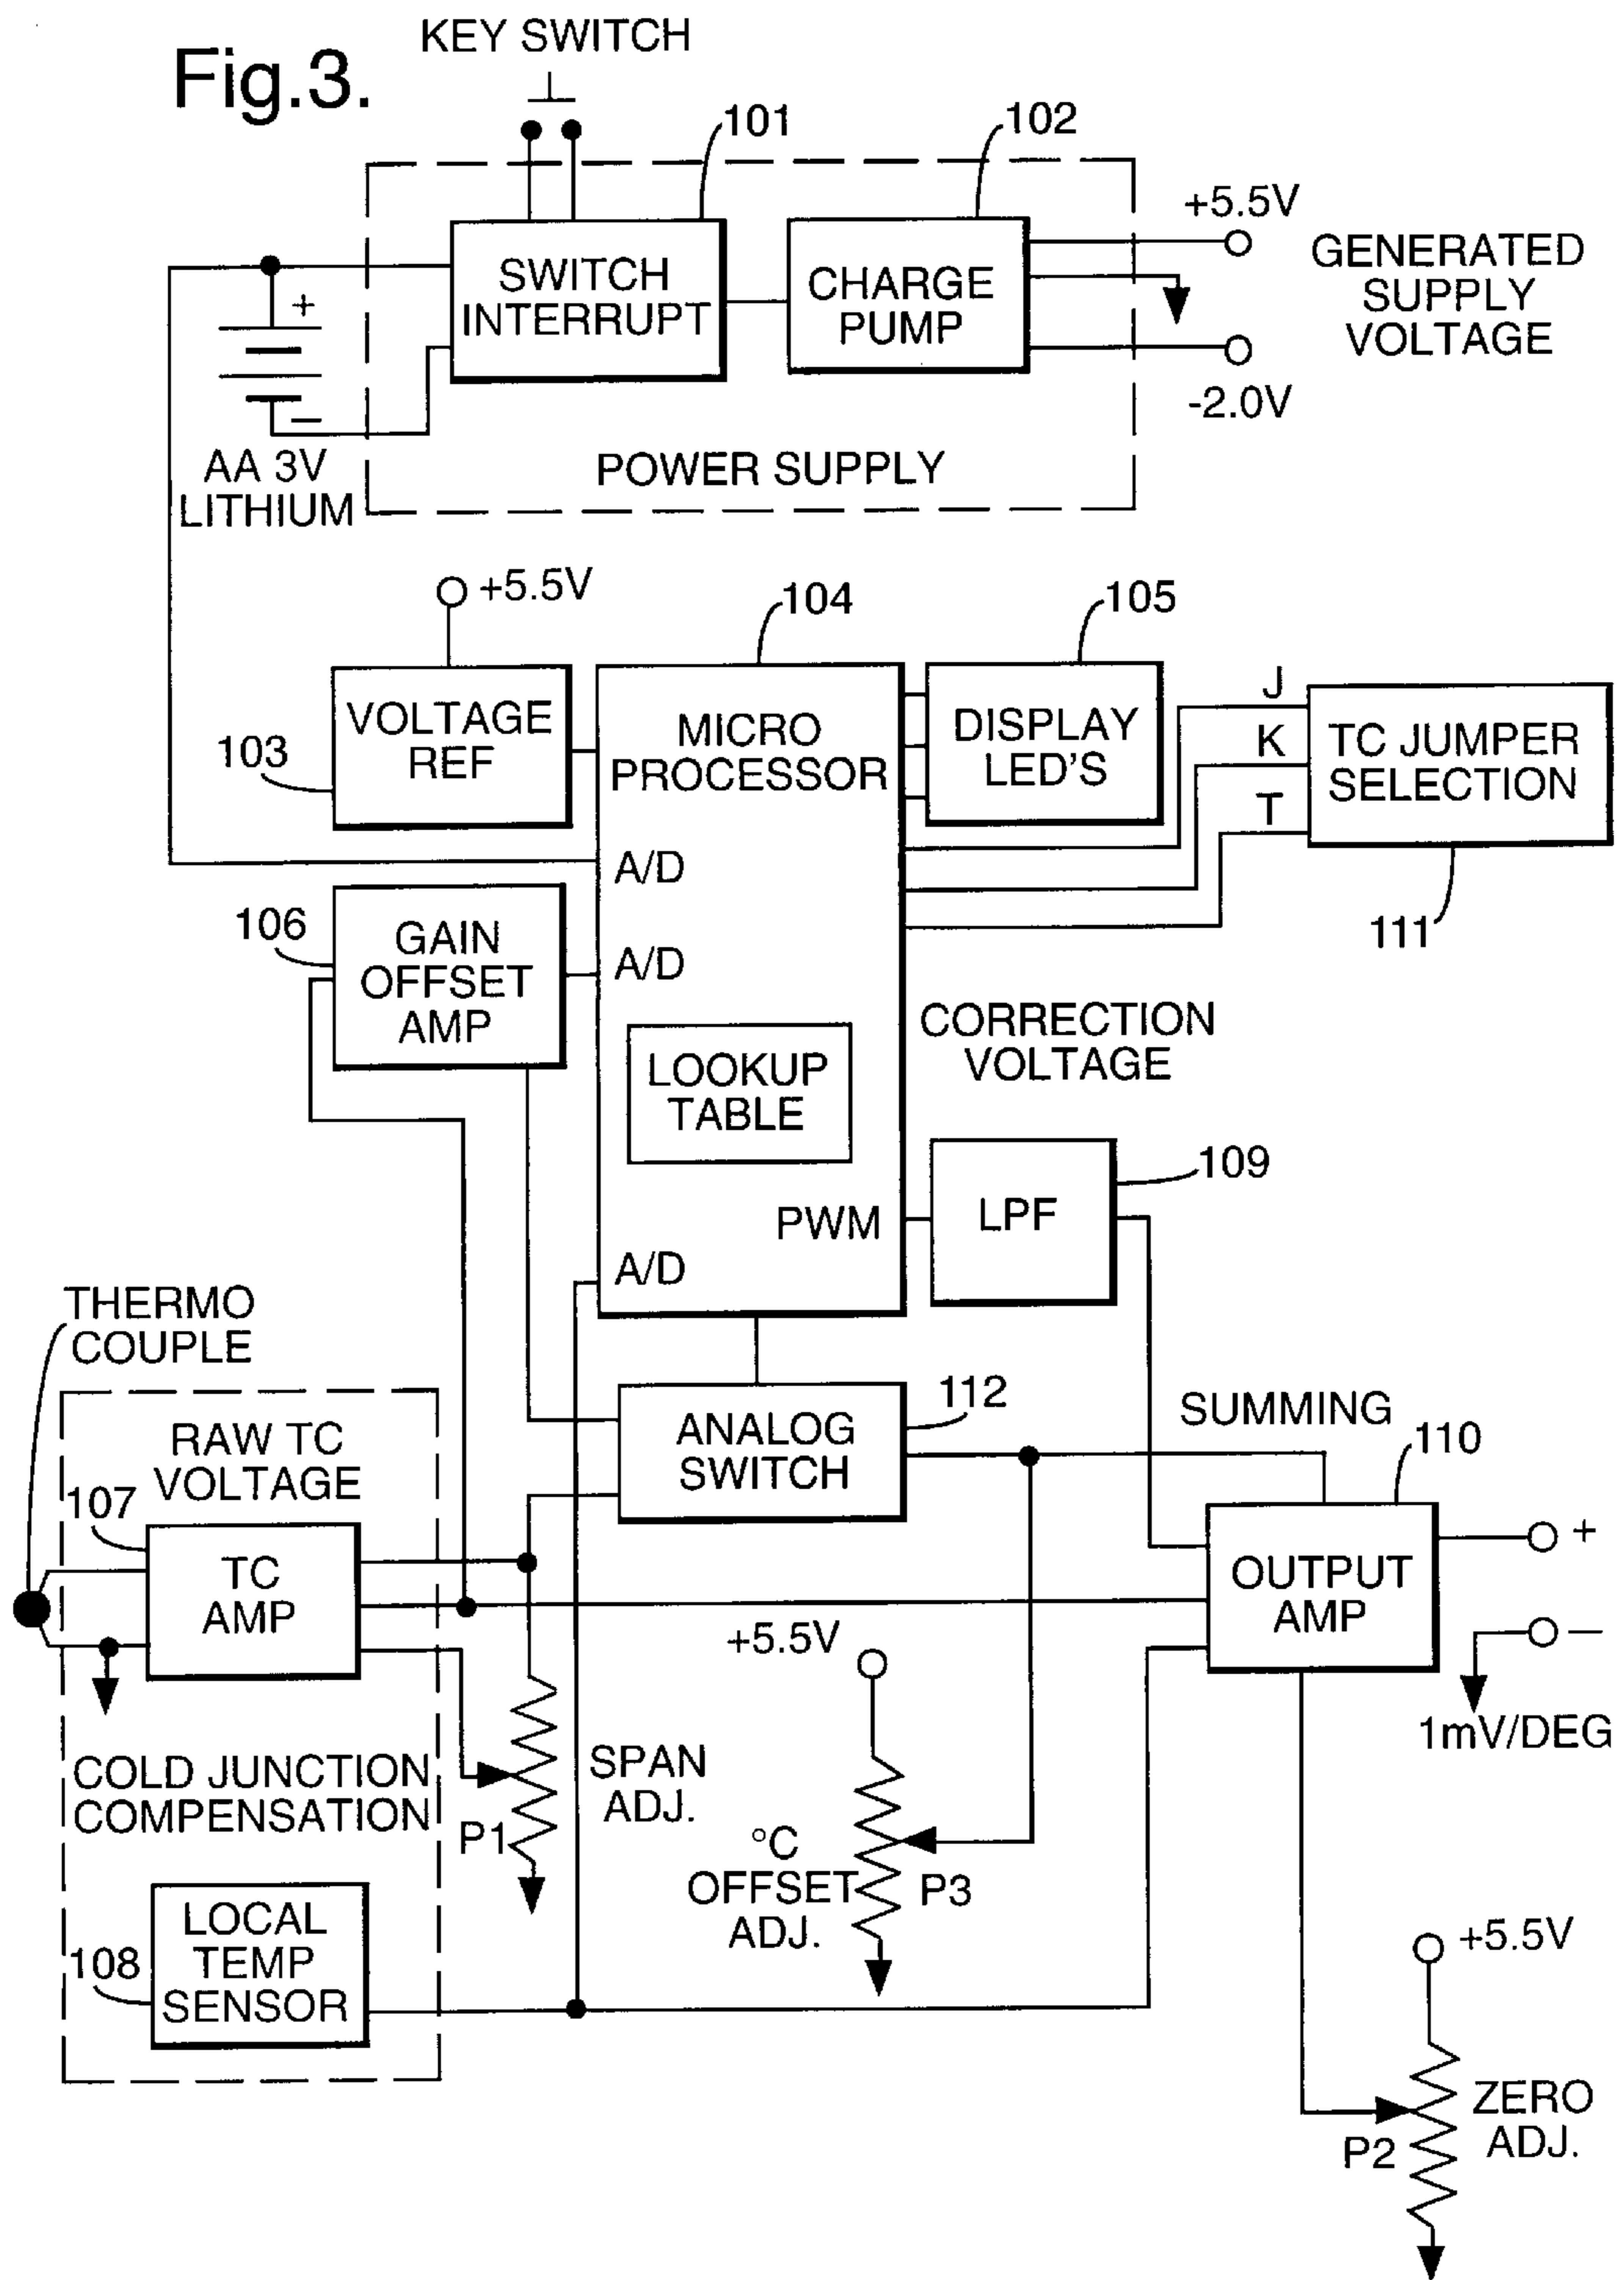 Fig.3.
KEY SWITCH
101
102
SWITCH
INTERRUPT
CHARGE
PUMP
+5.5V
-2.0V
GENERATED
SUPPLY
VOLTAGE
+
–
AA 3V
LITHIUM
POWER SUPPLY
+5.5V
104
105
VOLTAGE
REF
103
MICRO
PROCESSOR
DISPLAY
LED'S
J
K
T
TC JUMPER
SELECTION
111
A/D
106
GAIN
OFFSET
AMP
A/D
LOOKUP
TABLE
CORRECTION
VOLTAGE
PWM
LPF
109
A/D
THERMO
COUPLE
RAW TC
VOLTAGE
107
TC
AMP
ANALOG
SWITCH
112
SUMMING
110
OUTPUT
AMP
+
–
1mV/DEG
COLD JUNCTION
COMPENSATION
P1
SPAN
ADJ.
+5.5V
°C
OFFSET
ADJ.
P3
LOCAL
TEMP
SENSOR
108
+5.5V
P2
ZERO
ADJ.